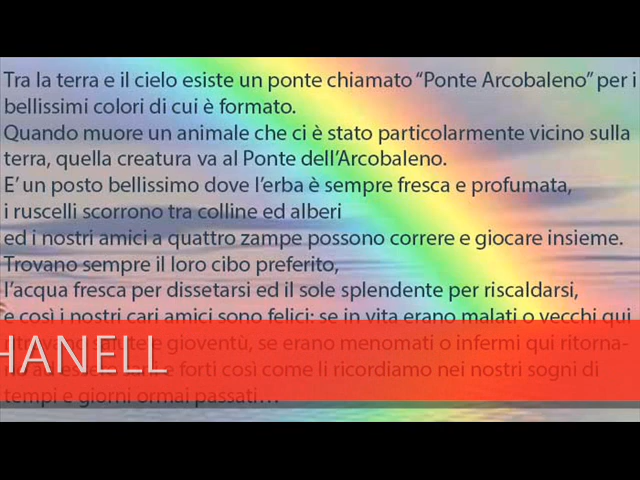 Tra la terra e il cielo esiste un ponte chiamato “Ponte Arcobaleno” per i
bellissimi colori di cui è formato.
Quando muore un animale che ci è stato particolarmente vicino sulla
terra, quella creatura va al Ponte dell’Arcobaleno.
E’ un posto bellissimo dove l’erba è sempre fresca e profumata,
i ruscelli scorrono tra colline ed alberi
ed i nostri amici a quattro zampe possono correre e giocare insieme.
Trovano sempre il loro cibo preferito,
l’acqua fresca per dissetarsi ed il sole splendente per riscaldarsi,
e così i nostri cari amici sono felici: se in vita erano malati o vecchi qui
HANELL
e gioventù, se erano menomati o infermi qui ritorna-
e forti così come li ricordiamo nei nostri sogni di
tempi e giorni ormai passati…